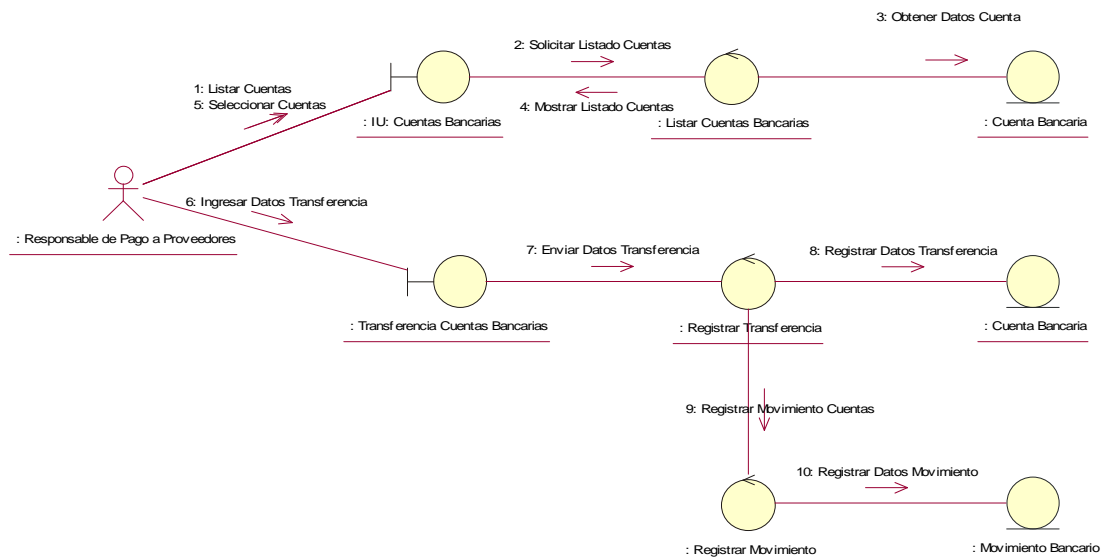 3: Obtener Datos Cuenta
2: Solicitar Listado Cuentas
1: Listar Cuentas
5: Seleccionar Cuentas
4: Mostrar Listado Cuentas
: IU: Cuentas Bancarias
: Listar Cuentas Bancarias
: Cuenta Bancaria
6: Ingresar Datos Transferencia
: Responsable de Pago a Proveedores
7: Enviar Datos Transferencia
8: Registrar Datos Transferencia
: Transferencia Cuentas Bancarias
: Registrar Transferencia
: Cuenta Bancaria
9: Registrar Movimiento Cuentas
10: Registrar Datos Movimiento
: Registrar Movimiento
: Movimiento Bancario